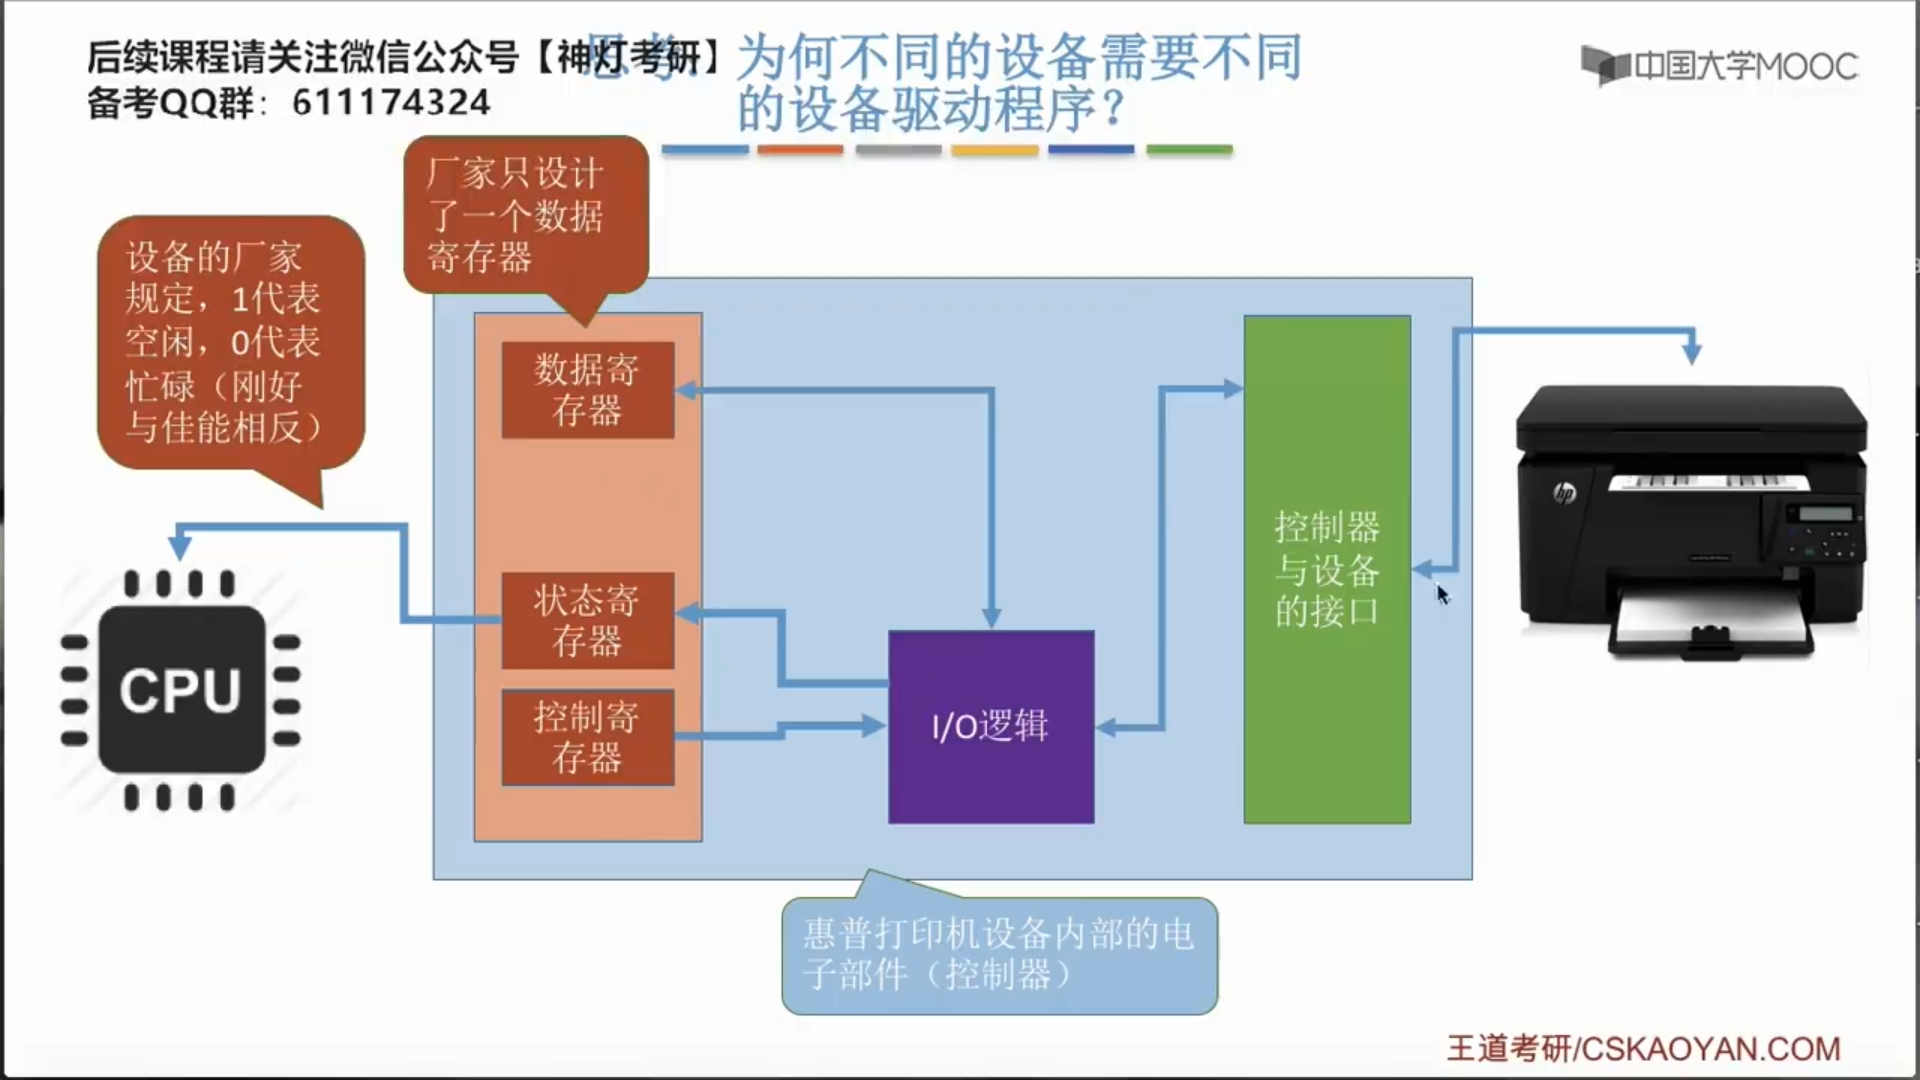 后续课程请关注微信公众号【神灯考研】
备考QQ群：611174324
思考：为何不同的设备需要不同
的设备驱动程序？
中国大学MOOC
厂家只设计
了一个数据
寄存器
设备的厂家
规定，1代表
空闲，0代表
忙碌（刚好
与佳能相反）
数据寄
存器
状态寄
存器
控制寄
存器
I/O逻辑
控制器
与设备
的接口
CPU
hp
惠普打印机设备内部的电
子部件（控制器）
王道考研/CSKAOYAN.COM